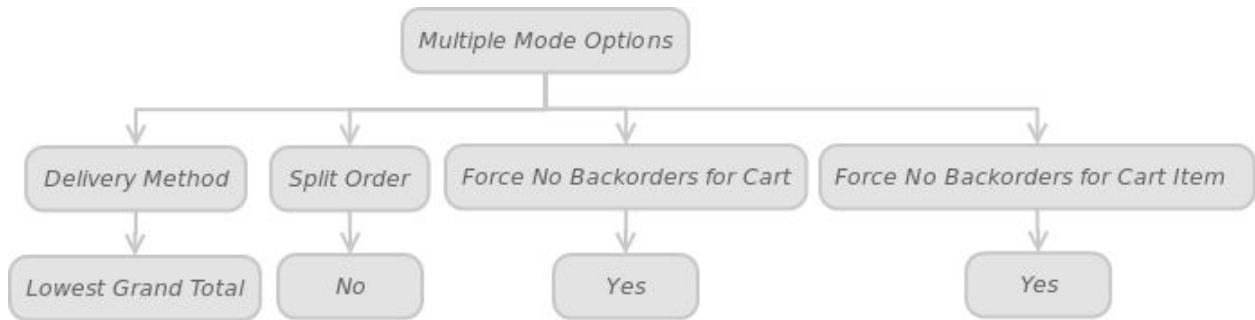 Multiple Mode Options
Delivery Method
Split Order
Force No Backorders for Cart
Force No Backorders for Cart Item
Lowest Grand Total
No
Yes
Yes